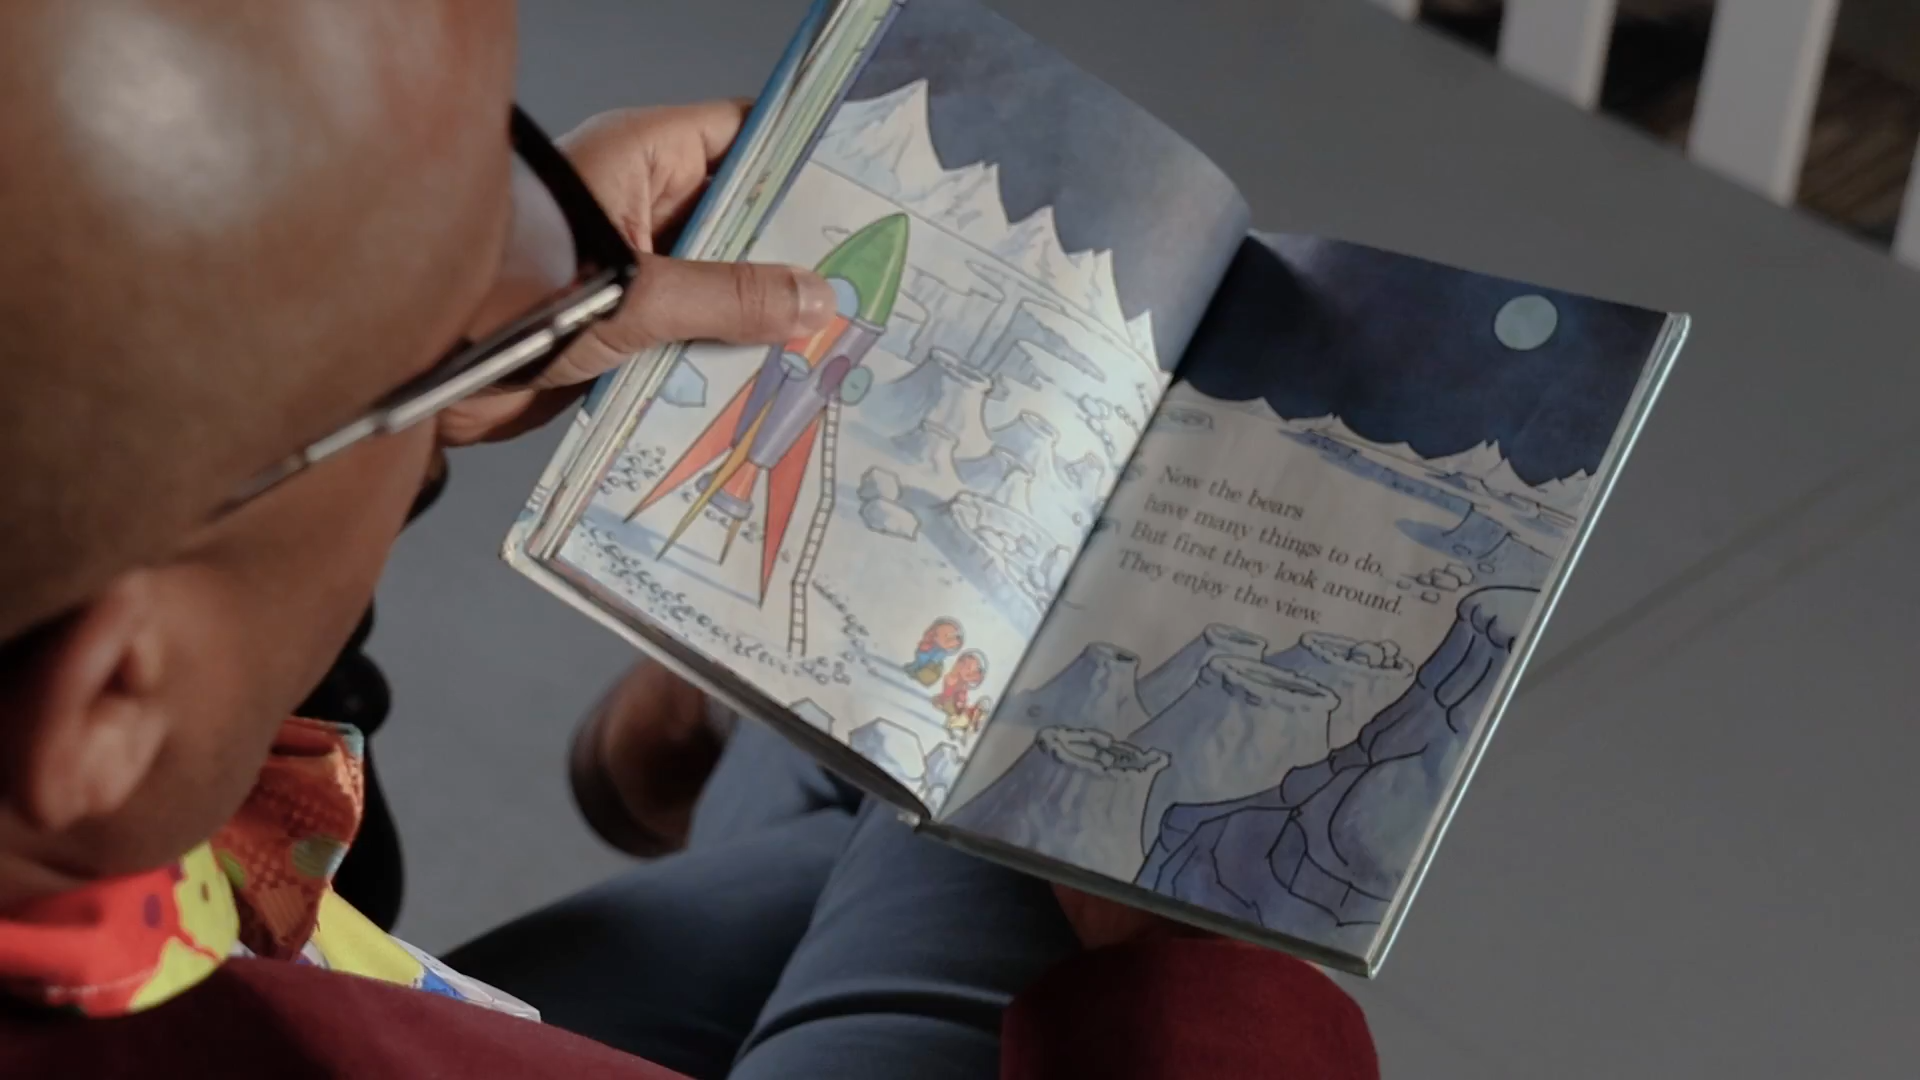 Now the bears
have many things to do.
But first they look around.
They enjoy the view.